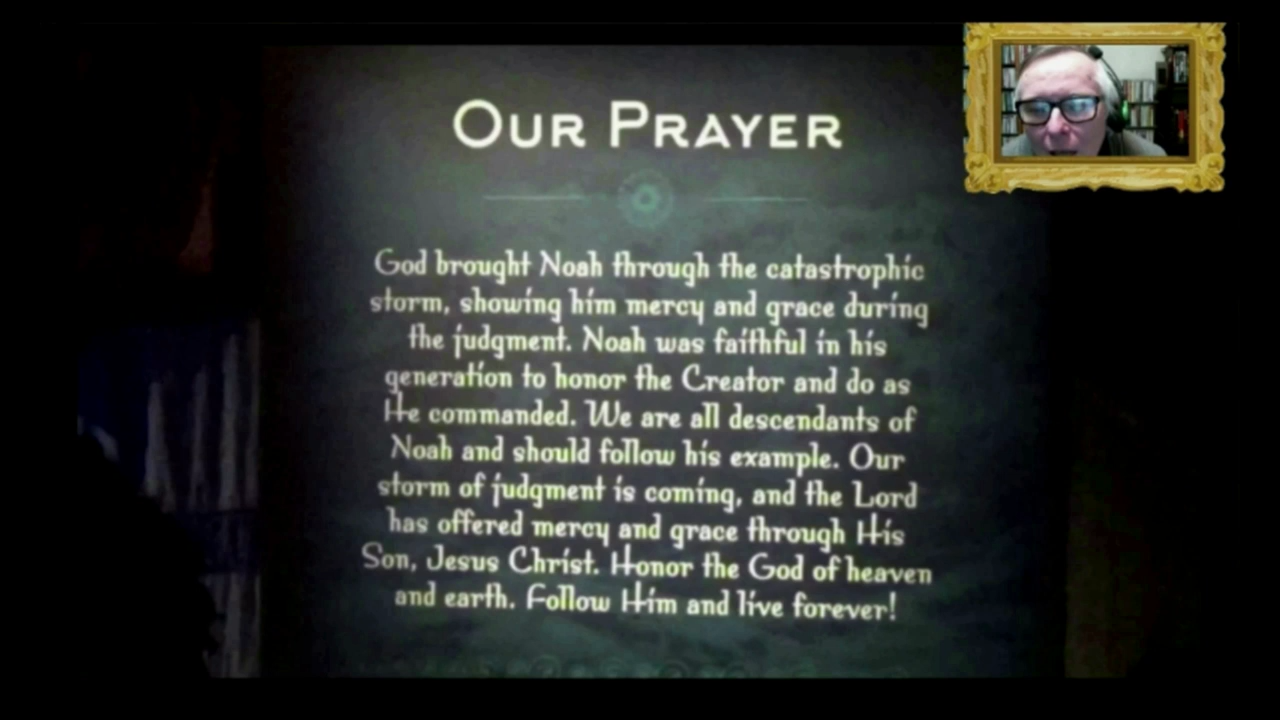 Our Prayer
God brought Noah through the catastrophic
storm, showing him mercy and grace during
the judgment. Noah was faithful in his
generation to honor the Creator and do as
He commanded. We are all descendants of
Noah and should follow his example. Our
storm of judgment is coming, and the Lord
has offered mercy and grace through His
Son, Jesus Christ. Honor the God of heaven
and earth. Follow Him and live forever!